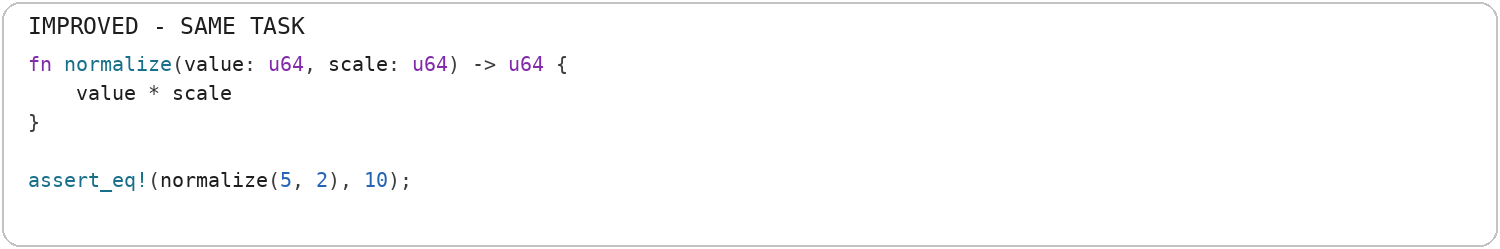 IMPROVED - SAME TASK
fn normalize(value: u64, scale: u64) -> u64 {
    value * scale
}
assert_eq!(normalize(5, 2), 10);